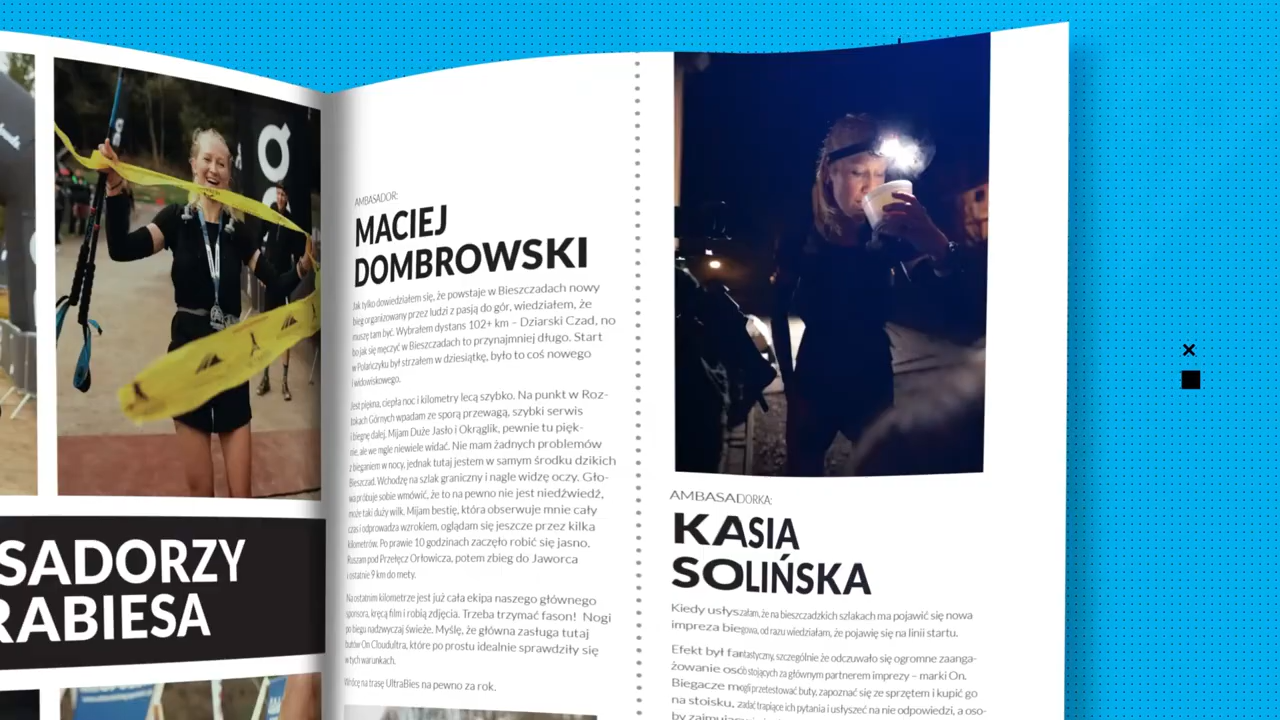 SADORZY
RABIESA
AMBASADOR:
MACIEJ
DOMBROWSKI
Jak tylko dowiedziałem się, że powstaje w Bieszczadach nowy
bieg organizowany przez ludzi z pasją do gór, wiedziałem, że
muszę tam być. Wybrałem dystans 102+ km – Dziarski Czad, no
bo jak się męczyć w Bieszczadach to przynajmniej długo. Start
w Polańczyku był strzałem w dziesiątkę, było to coś nowego
i widowiskowego.
Jest piękna, ciepła noc i kilometry lecą szybko. Na punkt w Roz-
tokach Górnych wpadam ze sporą przewagą, szybki serwis
i biegnę dalej. Mijam Duże Jasło i Okrąglik, pewnie tu pięk-
nie, ale we mgle niewiele widać. Nie mam żadnych problemów
z bieganiem w nocy, jednak tutaj jestem w samym środku dzikich
Bieszczad. Wchodzę na szlak graniczny i nagle widzę oczy. Gło-
wa próbuje sobie wmówić, że to na pewno nie jest niedźwiedź,
może taki duży wilk. Mijam bestię, która obserwuje mnie cały
czas i odprowadza wzrokiem, oglądam się jeszcze przez kilka
kilometrów. Po prawie 10 godzinach zaczęło robić się jasno.
Ruszam pod Przełęcz Orłowicza, potem zbieg do Jaworca
i ostatnie 9 km do mety.
Na ostatnim kilometrze jest już cała ekipa naszego głównego
sponsora, kręcą film i robią zdjęcia. Trzeba trzymać fason! Nogi
po biegu nadzwyczaj świeże. Myślę, że główna zasługa tutaj
butów On Cloudultra, które po prostu idealnie sprawdziły się
w tych warunkach.
Wrócę na trasę UltraBies na pewno za rok.
AMBASADORKA:
KASIA
SOLIŃSKA
Kiedy usłyszałam, że na bieszczadzkich szlakach ma pojawić się nowa
impreza biegowa, od razu wiedziałam, że pojawię się na linii startu.
Efekt był fantastyczny, szczególnie że odczuwało się ogromne zaanga-
żowanie osób stojących za głównym partnerem imprezy – marki On.
Biegacze mogli przetestować buty, zapoznać się ze sprzętem i kupić go
na stoisku, zadać trapiące ich pytania i usłyszeć na nie odpowiedzi, a oso-
by